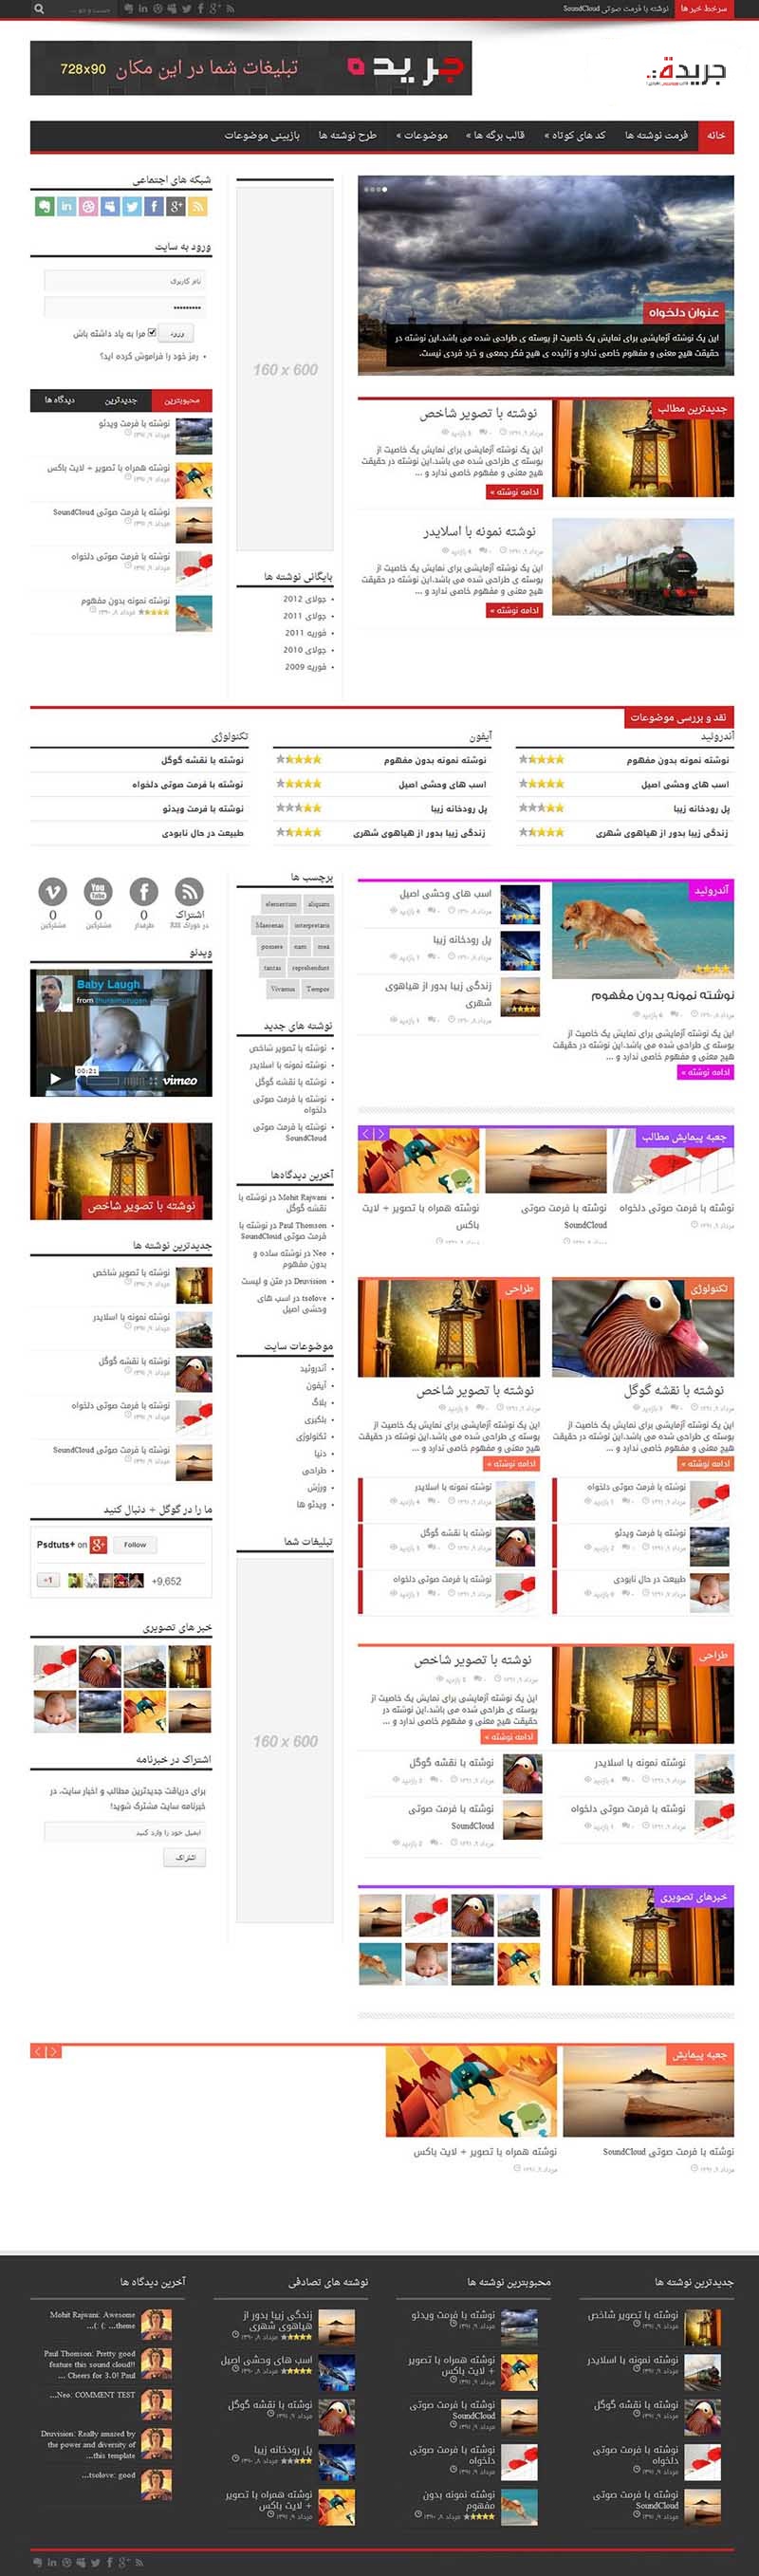 سرخط خبر ها
نوشته با فرمت صوتی SoundCloud
جستجو ...
جریدة.:.
جریده
تبلیغات شما در این مکان 728x90
خانه
فرمت نوشته ها
کد های کوتاه »
قالب برگه ها »
موضوعات »
طرح نوشته ها
بازبینی موضوعات
عنوان دلخواه
این یک نوشته آزمایشی برای نمایش یک خاصیت از پوسته ی طراحی شده می باشد.این نوشته در
حقیقت هیچ معنی و مفهوم خاصی ندارد و زائیده ی هیچ فکر جمعی و خرد فردی نیست.
جدیدترین مطالب
نوشته با تصویر شاخص
این یک نوشته آزمایشی برای نمایش یک خاصیت از
پوسته ی طراحی شده می باشد.این نوشته در حقیقت
هیچ معنی و مفهوم خاصی ندارد و ...
ادامه نوشته »
نوشته نمونه با اسلایدر
این یک نوشته آزمایشی برای نمایش یک خاصیت از
پوسته ی طراحی شده می باشد.این نوشته در حقیقت
هیچ معنی و مفهوم خاصی ندارد و ...
ادامه نوشته »
160 x 600
بایگانی نوشته ها
جولای 2012
جولای 2011
فوریه 2011
جولای 2010
فوریه 2009
شبکه های اجتماعی
ورود به سایت
نام کاربری
ورود
مرا به یاد داشته باش
رمز خود را فراموش کرده اید؟
محبوبترین
جدیدترین
دیدگاه ها
نوشته با فرمت ویدئو
نوشته همراه با تصویر + لایت باکس
نوشته با فرمت صوتی SoundCloud
نوشته با فرمت صوتی دلخواه
نوشته نمونه بدون مفهوم
نقد و بررسی موضوعات
آندروئید
نوشته نمونه بدون مفهوم
اسب های وحشی اصیل
پل رودخانه زیبا
زندگی زیبا بدور از هیاهوی شهری
آیفون
نوشته نمونه بدون مفهوم
اسب های وحشی اصیل
پل رودخانه زیبا
زندگی زیبا بدور از هیاهوی شهری
تکنولوژی
نوشته با نقشه گوگل
نوشته با فرمت صوتی دلخواه
نوشته با فرمت ویدئو
طبیعت در حال نابودی
آندروئید
نوشته نمونه بدون مفهوم
این یک نوشته آزمایشی برای نمایش یک خاصیت از
پوسته ی طراحی شده می باشد.این نوشته در حقیقت
هیچ معنی و مفهوم خاصی ندارد و ...
ادامه نوشته »
اسب های وحشی اصیل
پل رودخانه زیبا
زندگی زیبا بدور از هیاهوی
شهری
جعبه پیمایش مطالب
نوشته با فرمت صوتی دلخواه
نوشته با فرمت صوتی
SoundCloud
نوشته همراه با تصویر + لایت
باکس
تکنولوژی
نوشته با نقشه گوگل
این یک نوشته آزمایشی برای نمایش یک خاصیت از
پوسته ی طراحی شده می باشد.این نوشته در حقیقت
هیچ معنی و مفهوم خاصی ندارد و ...
ادامه نوشته »
نوشته با فرمت صوتی دلخواه
نوشته با فرمت ویدئو
طبیعت در حال نابودی
طراحی
نوشته با تصویر شاخص
این یک نوشته آزمایشی برای نمایش یک خاصیت از
پوسته ی طراحی شده می باشد.این نوشته در حقیقت
هیچ معنی و مفهوم خاصی ندارد و ...
ادامه نوشته »
نوشته نمونه با اسلایدر
نوشته با نقشه گوگل
نوشته با فرمت صوتی دلخواه
طراحی
نوشته با تصویر شاخص
این یک نوشته آزمایشی برای نمایش یک خاصیت از
پوسته ی طراحی شده می باشد.این نوشته در
حقیقت هیچ معنی و مفهوم خاصی ندارد و ...
ادامه نوشته »
نوشته نمونه با اسلایدر
نوشته با نقشه گوگل
نوشته با فرمت صوتی دلخواه
نوشته با فرمت صوتی
SoundCloud
خبرهای تصویری
برچسب ها
aliquam elementum
interpretaris Maecenas
mea nam posuere
reprehendunt tantas
Tempor Vivamus
نوشته های جدید
نوشته با تصویر شاخص
نوشته نمونه با اسلایدر
نوشته با نقشه گوگل
نوشته با فرمت صوتی
دلخواه
نوشته با فرمت صوتی
SoundCloud
آخرین دیدگاه‌ها
Mohit Rajwani در نوشته با
نقشه گوگل
Paul Thomson در نوشته با
فرمت صوتی SoundCloud
Neo در نوشته ساده و
بدون مفهوم
Druvision در متن و لیست
tsolove در اسب های
وحشی اصیل
موضوعات سایت
آندروئید
آیفون
بلاگ
بلگیری
تکنولوژی
دنیا
طراحی
ورزش
ویدئو ها
تبلیغات شما
160 x 600
اشتراک
در خوراک RSS
0
طرفدار
0
مشترکین
0
مشترکین
You Tube
ویدئو
Baby Laugh
from
00:21
vimeo
نوشته با تصویر شاخص
جدیدترین نوشته ها
نوشته با تصویر شاخص
نوشته نمونه با اسلایدر
نوشته با نقشه گوگل
نوشته با فرمت صوتی دلخواه
نوشته با فرمت صوتی SoundCloud
ما را در گوگل + دنبال کنید
Psdtuts+ on
Follow
+1
+9,652
خبر های تصویری
اشتراک در خبرنامه
برای دریافت جدیدترین مطالب و اخبار سایت، در
خبرنامه سایت مشترک شوید!
ایمیل خود را وارد کنید
اشتراک
جعبه پیمایش
نوشته با فرمت صوتی SoundCloud
نوشته همراه با تصویر + لایت باکس
جدیدترین نوشته ها
نوشته با تصویر شاخص
نوشته نمونه با اسلایدر
نوشته با نقشه گوگل
نوشته با فرمت صوتی
دلخواه
نوشته با فرمت صوتی
SoundCloud
محبوبترین نوشته ها
نوشته با فرمت ویدئو
نوشته همراه با تصویر
+ لایت باکس
نوشته با فرمت صوتی
SoundCloud
نوشته با فرمت صوتی
دلخواه
نوشته نمونه بدون
مفهوم
نوشته های تصادفی
زندگی زیبا بدور از
هیاهوی شهری
اسب های وحشی اصیل
نوشته با نقشه گوگل
پل رودخانه زیبا
نوشته همراه با تصویر
+ لایت باکس
آخرین دیدگاه ها
Mohit Rajwani: Awesome
theme... :) :)...
Paul Thomson: Pretty good
feature this sound cloud!!
Cheers for 3.0! Paul ...
Neo: COMMENT TEST...
Druvision: Really amazed by
the power and diversity of
this template...
tsolove: good...